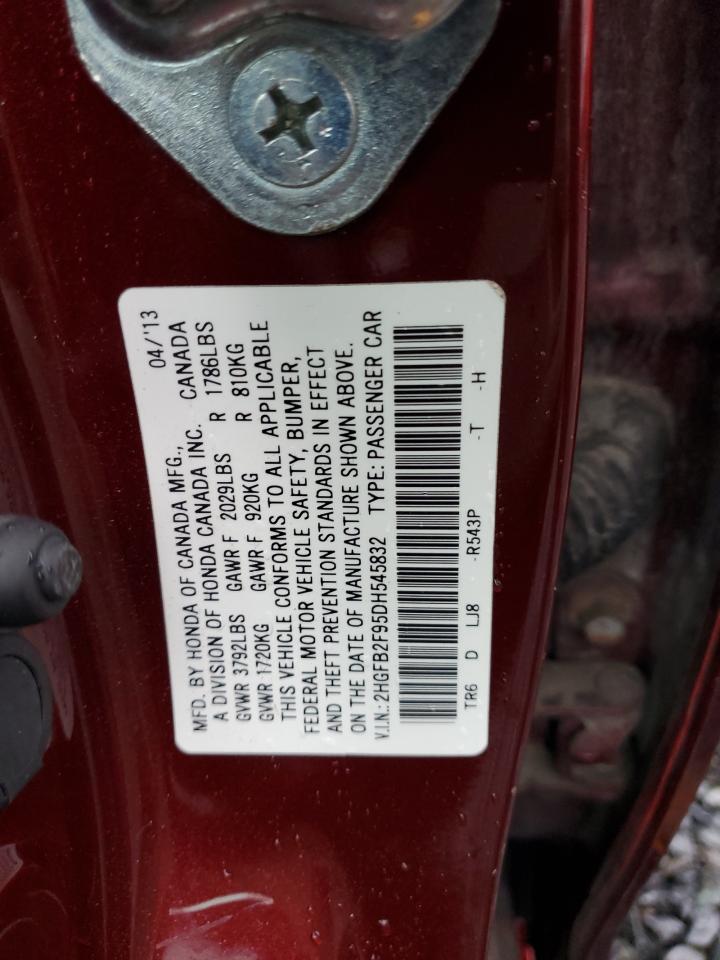 MFD. BY HONDA OF CANADA MFG., 04/'13
A DIVISION OF HONDA CANADA INC. CANADA
GVWR 3792LBS GAWR F 2029LBS R 1786LBS
GVWR 1720KG GAWR F 920KG R 810KG
THIS VEHICLE CONFORMS TO ALL APPLICABLE
FEDERAL MOTOR VEHICLE SAFETY, BUMPER,
AND THEFT PREVENTION STANDARDS IN EFFECT
ON THE DATE OF MANUFACTURE SHOWN ABOVE.
V.I.N.: 2HGFB2F95DH545832 TYPE: PASSENGER CAR
TR6 D LJ8 -R543P -T -H